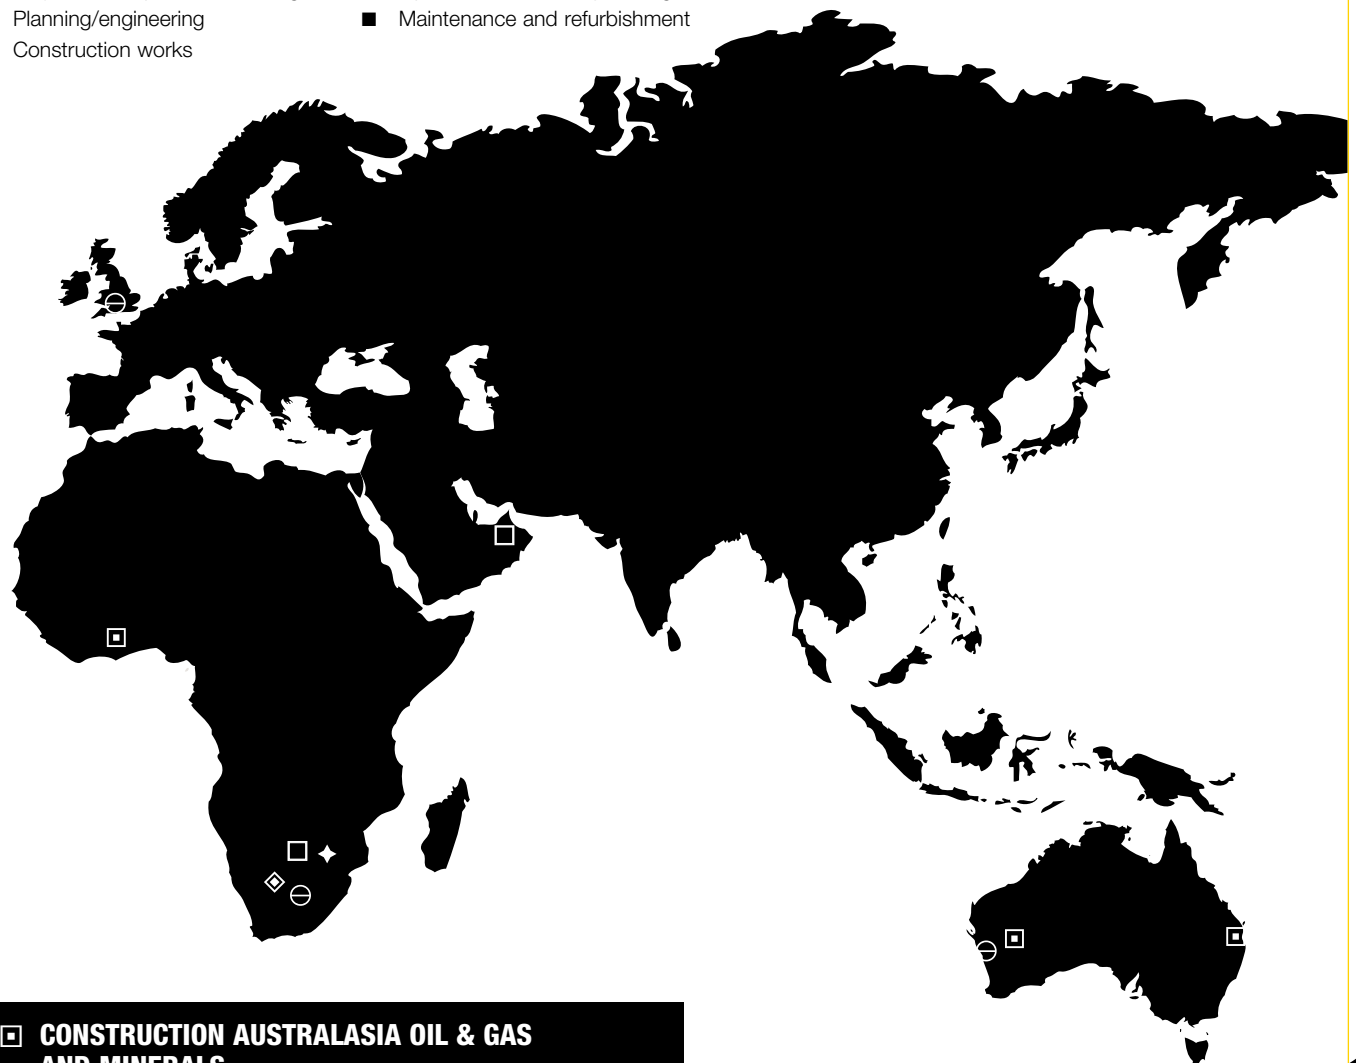 Planning/engineering
■ Maintenance and refurbishment
Construction works
CONSTRUCTION AUSTRALASIA OIL & GAS
AND MINERALS